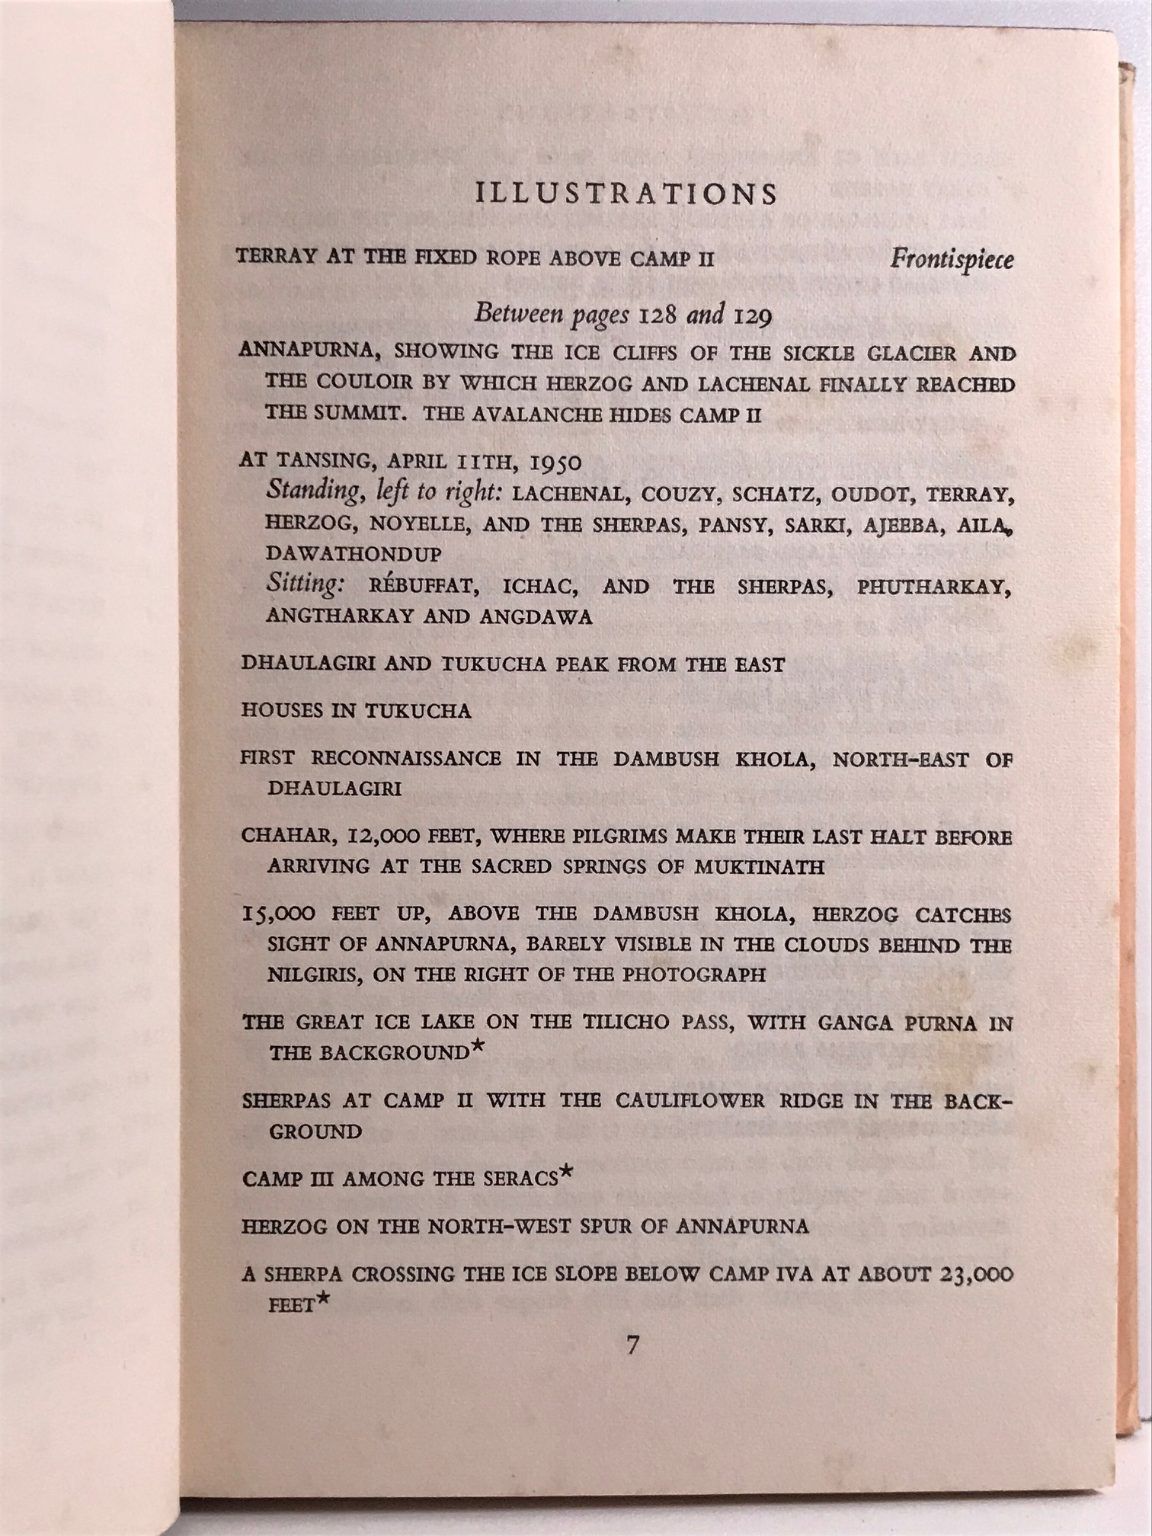 ILLUSTRATIONS
TERRAY AT THE FIXED ROPE ABOVE CAMP II Frontispiece
Between pages 128 and 129
ANNAPURNA, SHOWING THE ICE CLIFFS OF THE SICKLE GLACIER AND
THE COULOIR BY WHICH HERZOG AND LACHENAL FINALLY REACHED
THE SUMMIT. THE AVALANCHE HIDES CAMP II
AT TANSING, APRIL 11TH, 1950
Standing, left to right: LACHENAL, COUZY, SCHATZ, OUDOT, TERRAY,
HERZOG, NOYELLE, AND THE SHERPAS, PANSY, SARKI, AJEEBA, AILA,
DAWATHONDUP
Sitting: RÉBUFFAT, ICHAC, AND THE SHERPAS, PHUTHARKAY,
ANGTHARKAY AND ANGDAWA
DHAULAGIRI AND TUKUCHA PEAK FROM THE EAST
HOUSES IN TUKUCHA
FIRST RECONNAISSANCE IN THE DAMBUSH KHOLA, NORTH-EAST OF
DHAULAGIRI
CHAHAR, 12,000 FEET, WHERE PILGRIMS MAKE THEIR LAST HALT BEFORE
ARRIVING AT THE SACRED SPRINGS OF MUKTINATH
15,000 FEET UP, ABOVE THE DAMBUSH KHOLA, HERZOG CATCHES
SIGHT OF ANNAPURNA, BARELY VISIBLE IN THE CLOUDS BEHIND THE
NILGIRIS, ON THE RIGHT OF THE PHOTOGRAPH
THE GREAT ICE LAKE ON THE TILICHO PASS, WITH GANGA PURNA IN
THE BACKGROUND★
SHERPAS AT CAMP II WITH THE CAULIFLOWER RIDGE IN THE BACK-
GROUND
CAMP III AMONG THE SERACS★
HERZOG ON THE NORTH-WEST SPUR OF ANNAPURNA
A SHERPA CROSSING THE ICE SLOPE BELOW CAMP IVA AT ABOUT 23,000
FEET★
7